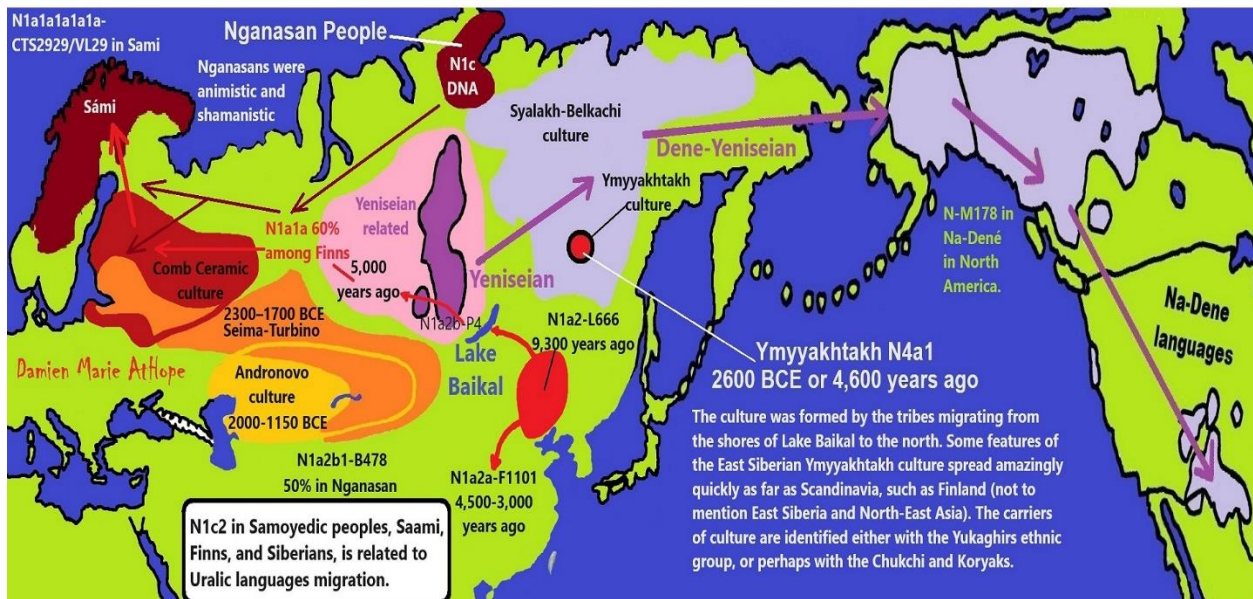 N1a1a1a1a1a-
CTS2929/VL29 in Sami
Nganasan People
Nganasans were
animistic and
shamanistic
N1c
DNA
Sámi
Syalakh-Belkachi
culture
Dene-Yeniseian
Ymyyakhtakh
culture
Yeniseian
related
N1a1a 60%
among Finns
Comb Ceramic
culture
5,000
years ago
Yeniseian
N-M178 in
Na-Dené
in North
America.
2300–1700 BCE
Seima-Turbino
N1a2b-P4
N1a2-L666
9,300 years ago
Na-Dene
languages
Damien Marie AtHope
Lake
Baikal
Andronovo
culture
2000-1150 BCE
Ymyyakhtakh N4a1
2600 BCE or 4,600 years ago
N1a2b1-B478
50% in Nganasan
N1a2a-F1101
4,500-3,000
years ago
The culture was formed by the tribes migrating from
the shores of Lake Baikal to the north. Some features of
the East Siberian Ymyyakhtakh culture spread amazingly
quickly as far as Scandinavia, such as Finland (not to
mention East Siberia and North-East Asia). The carriers
of culture are identified either with the Yukaghirs ethnic
group, or perhaps with the Chukchi and Koryaks.
N1c2 in Samoyedic peoples, Saami,
Finns, and Siberians, is related to
Uralic languages migration.